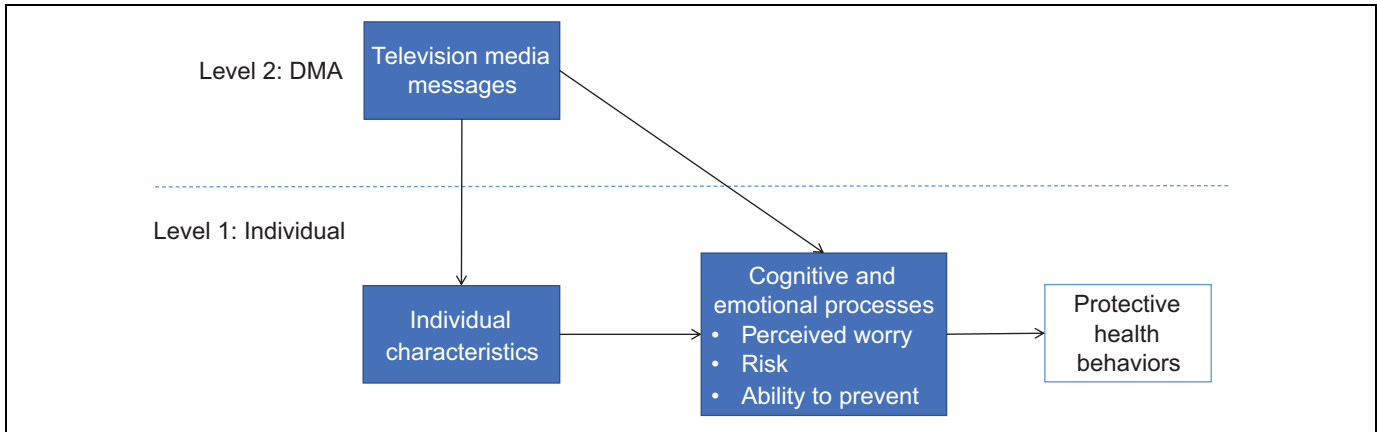 Level 2: DMA
Television media
messages
Level 1: Individual
Individual
characteristics
Cognitive and
emotional processes
• Perceived worry
• Risk
• Ability to prevent
Protective
health
behaviors